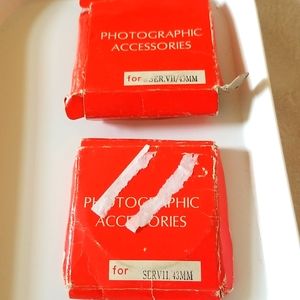 PHOTOGRAPHIC
ACCESSORIES
for SER.VII/43MM
PHOTOGRAPHIC
ACCESSORIES
for SERVII, 43MM